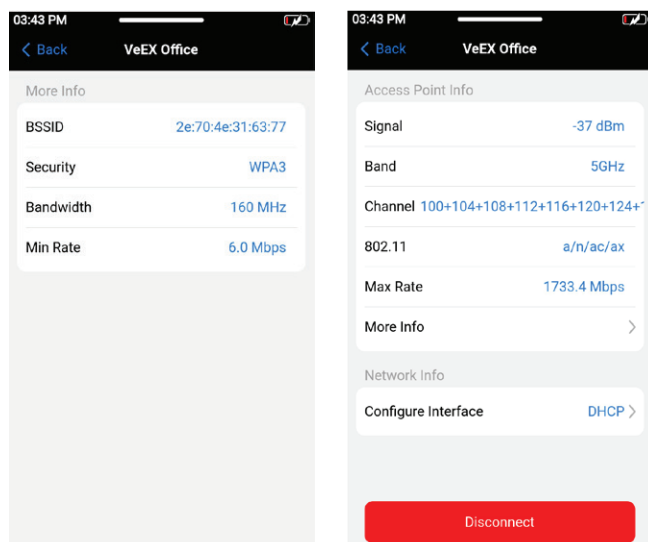 03:43 PM
Back VeEX Office
More Info
BSSID 2e:70:4e:31:63:77
Security WPA3
Bandwidth 160 MHz
Min Rate 6.0 Mbps
03:43 PM
Back VeEX Office
Access Point Info
Signal -37 dBm
Band 5GHz
Channel 100+104+108+112+116+120+124+
802.11 a/n/ac/ax
Max Rate 1733.4 Mbps
More Info
Network Info
Configure Interface DHCP
Disconnect